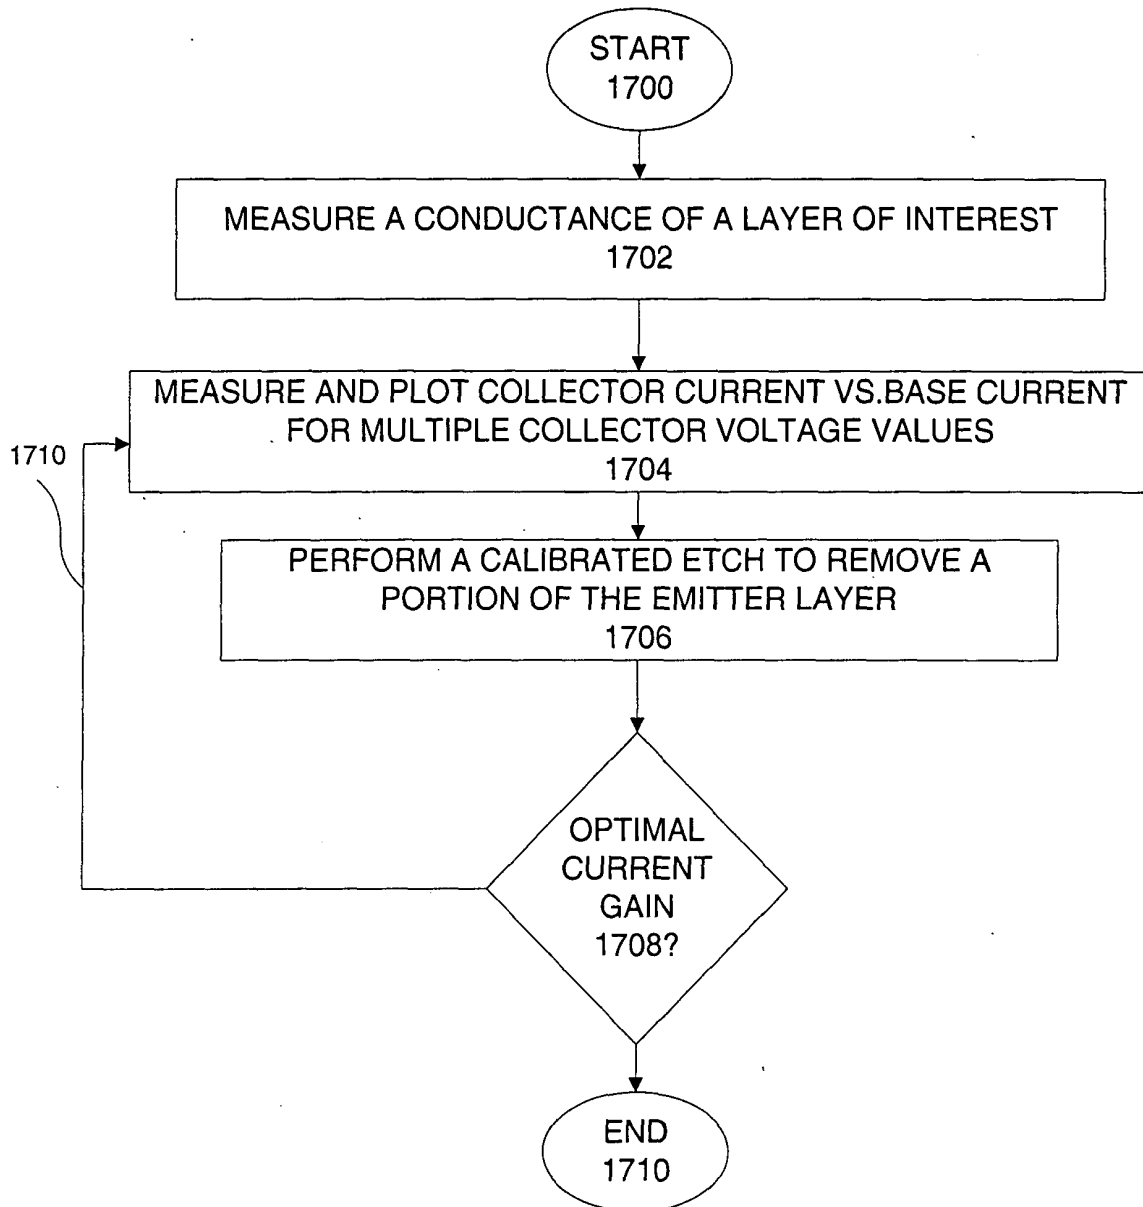 START
1700
MEASURE A CONDUCTANCE OF A LAYER OF INTEREST
1702
MEASURE AND PLOT COLLECTOR CURRENT VS.BASE CURRENT
FOR MULTIPLE COLLECTOR VOLTAGE VALUES
1704
1710
PERFORM A CALIBRATED ETCH TO REMOVE A
PORTION OF THE EMITTER LAYER
1706
OPTIMAL
CURRENT
GAIN
1708?
END
1710